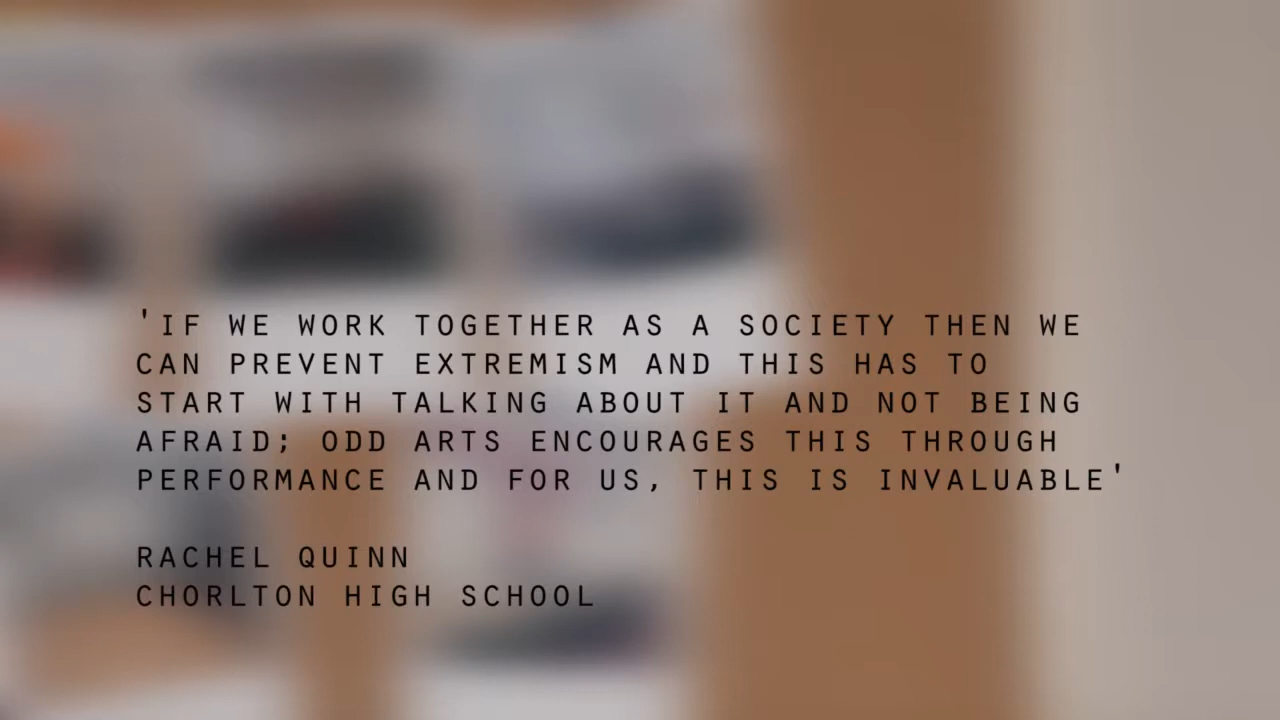 'IF WE WORK TOGETHER AS A SOCIETY THEN WE
CAN PREVENT EXTREMISM AND THIS HAS TO
START WITH TALKING ABOUT IT AND NOT BEING
AFRAID; ODD ARTS ENCOURAGES THIS THROUGH
PERFORMANCE AND FOR US, THIS IS INVALUABLE'
RACHEL QUINN
CHORLTON HIGH SCHOOL